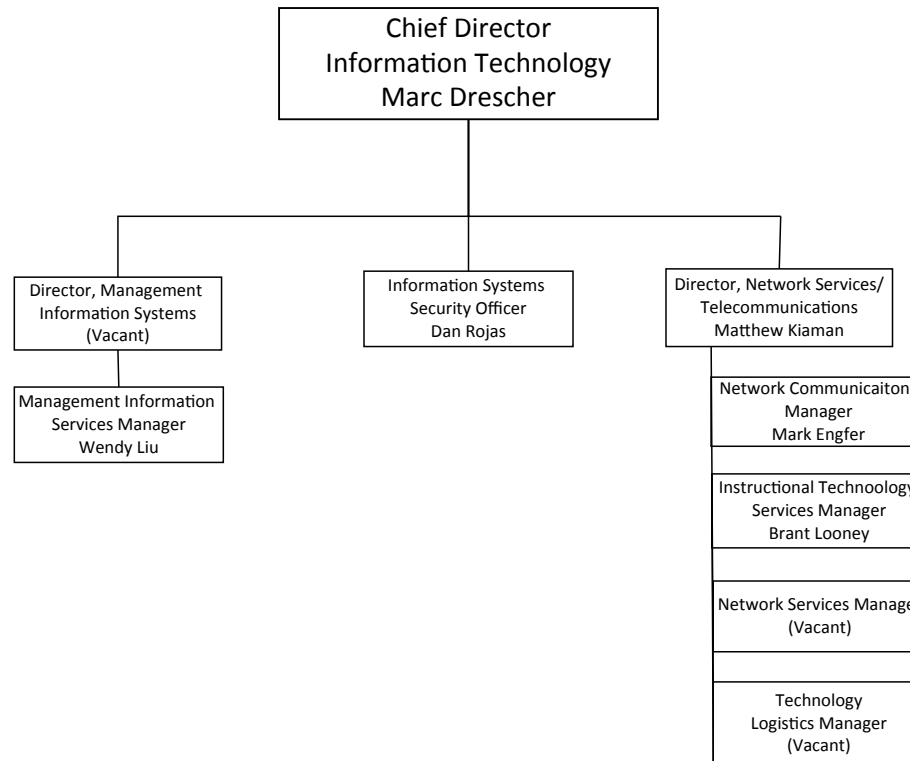 Chief Director
Information Technology
Marc Drescher
Director, Management
Information Systems
(Vacant)
Information Systems
Security Officer
Dan Rojas
Director, Network Services/
Telecommunications
Matthew Kiaman
Management Information
Services Manager
Wendy Liu
Network Communicaiton
Manager
Mark Engfer
Instructional Technoology
Services Manager
Brant Looney
Network Services Manage
(Vacant)
Technology
Logistics Manager
(Vacant)